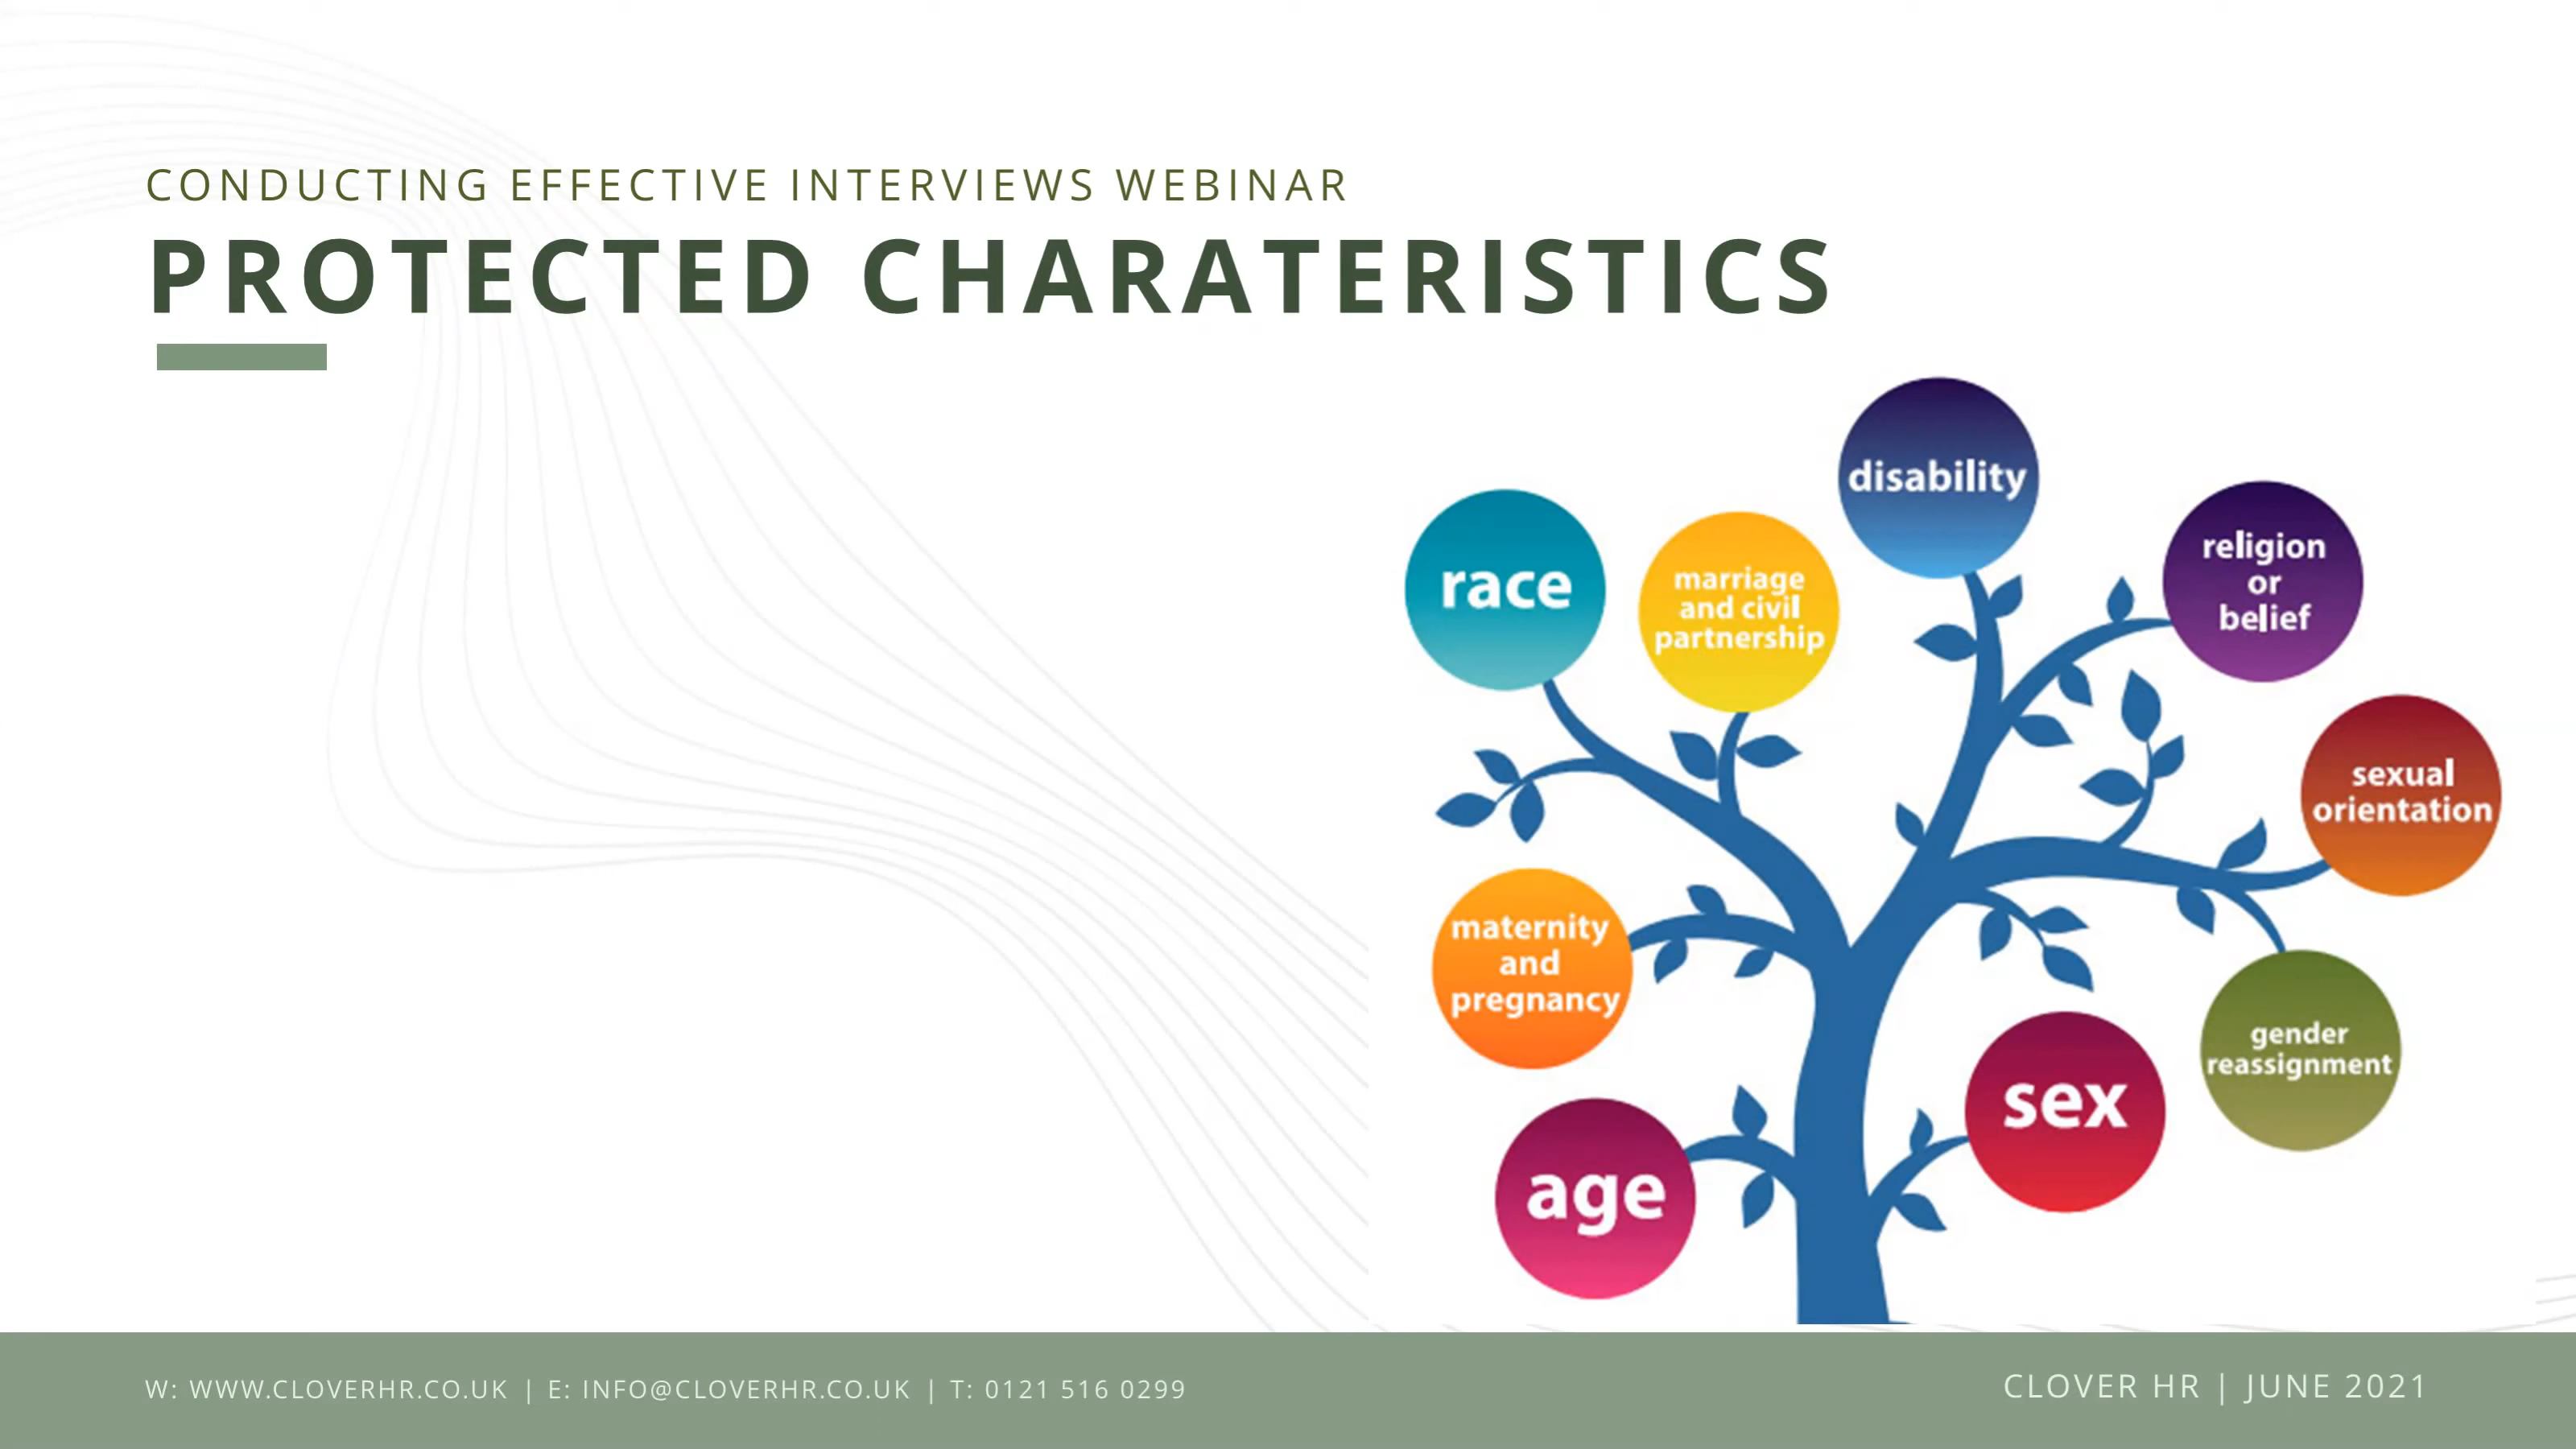 CONDUCTING EFFECTIVE INTERVIEWS WEBINAR
PROTECTED CHARATERISTICS
disability
race
marriage
and civil
partnership
religion
or
belief
sexual
orientation
maternity
and
pregnancy
gender
reassignment
sex
age
W: WWW.CLOVERHR.CO.UK | E: INFO@CLOVERHR.CO.UK | T: 0121 516 0299
CLOVER HR | JUNE 2021